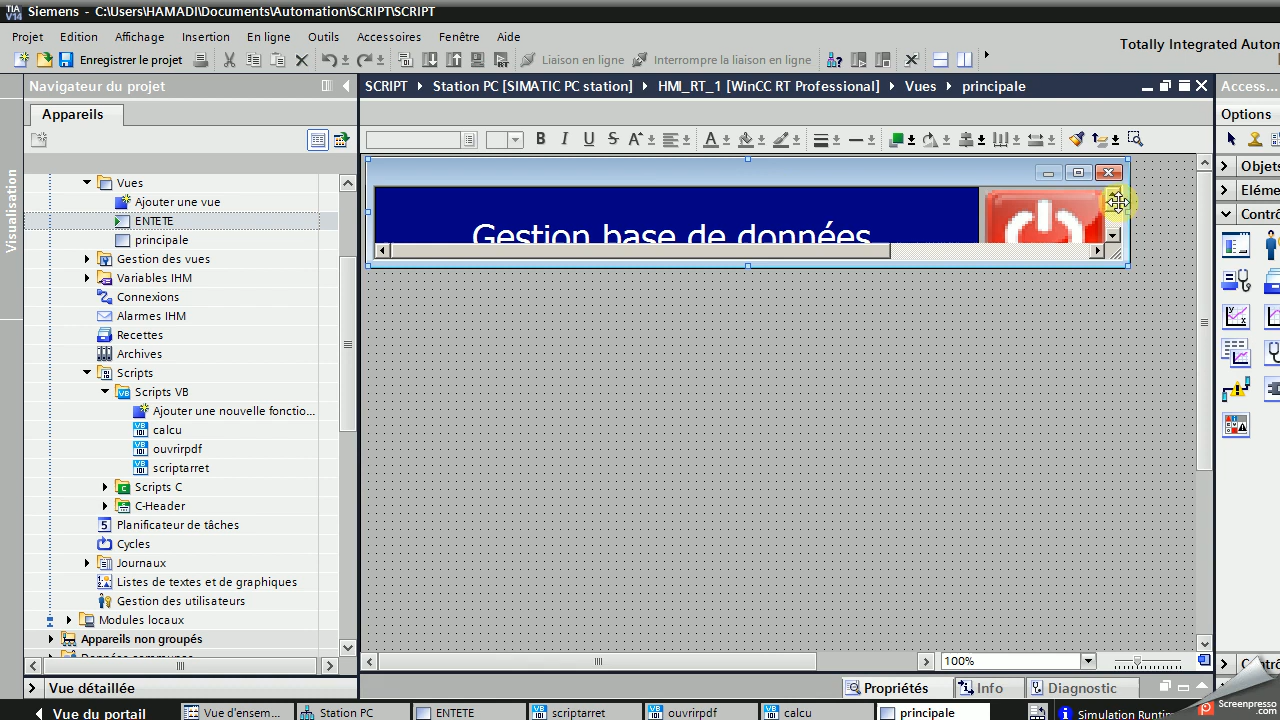 TIA V14 Siemens - C:\Users\HAMADI\Documents\Automation\SCRIPT\SCRIPT
Projet Edition Affichage Insertion En ligne Outils Accessoires Fenêtre Aide
Totally Integrated Autom
Enregistrer le projet Liaison en ligne Interrompre la liaison en ligne
Navigateur du projet
SCRIPT Station PC [SIMATIC PC station] HMI_RT_1 [WinCC RT Professional] Vues principale
Access...
Appareils
Options
B I U S A A
Visualisation
Vues
Ajouter une vue
ENTETE
principale
Gestion des vues
Variables IHM
Connexions
Alarmes IHM
Recettes
Archives
Scripts
Scripts VB
Ajouter une nouvelle fonctio...
calcu
ouvrirpdf
scriptarret
Scripts C
C-Header
Planificateur de tâches
Cycles
Journaux
Listes de textes et de graphiques
Gestion des utilisateurs
Modules locaux
Appareils non groupés
Gestion base de données
Objets
Eléme
Contrô
100%
Contr
Vue détaillée
Propriétés Info Diagnostic
Vue du portail
Vue d'ensem... Station PC ENTETE scriptarret ouvrirpdf calcu principale
Simulation Runtim
Screenpresso
.com